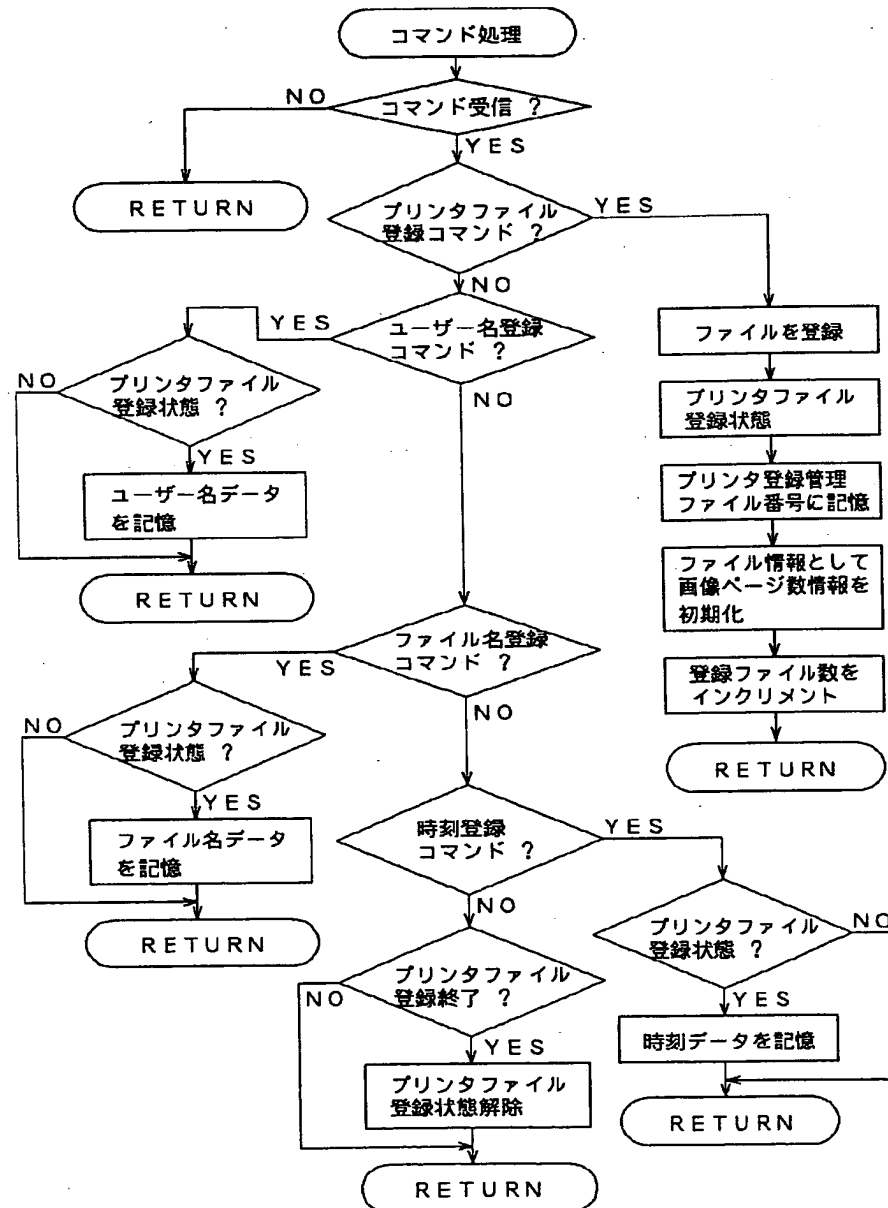 コマンド処理
NO
コマンド受信 ?
YES
RETURN
プリンタファイル
登録コマンド ?
YES
NO
YES
ユーザー名登録
コマンド ?
ファイルを登録
NO
プリンタファイル
登録状態 ?
NO
プリンタファイル
登録状態
YES
ユーザー名データ
を記憶
プリンタ登録管理
ファイル番号に記憶
RETURN
ファイル情報として
画像ページ数情報を
初期化
ファイル名登録
コマンド ?
YES
登録ファイル数を
インクリメント
NO
プリンタファイル
登録状態 ?
NO
RETURN
YES
時刻登録
コマンド ?
YES
ファイル名データ
を記憶
NO
プリンタファイル
登録状態 ?
NO
RETURN
プリンタファイル
登録終了 ?
NO
YES
YES
時刻データを記憶
プリンタファイル
登録状態解除
RETURN
RETURN